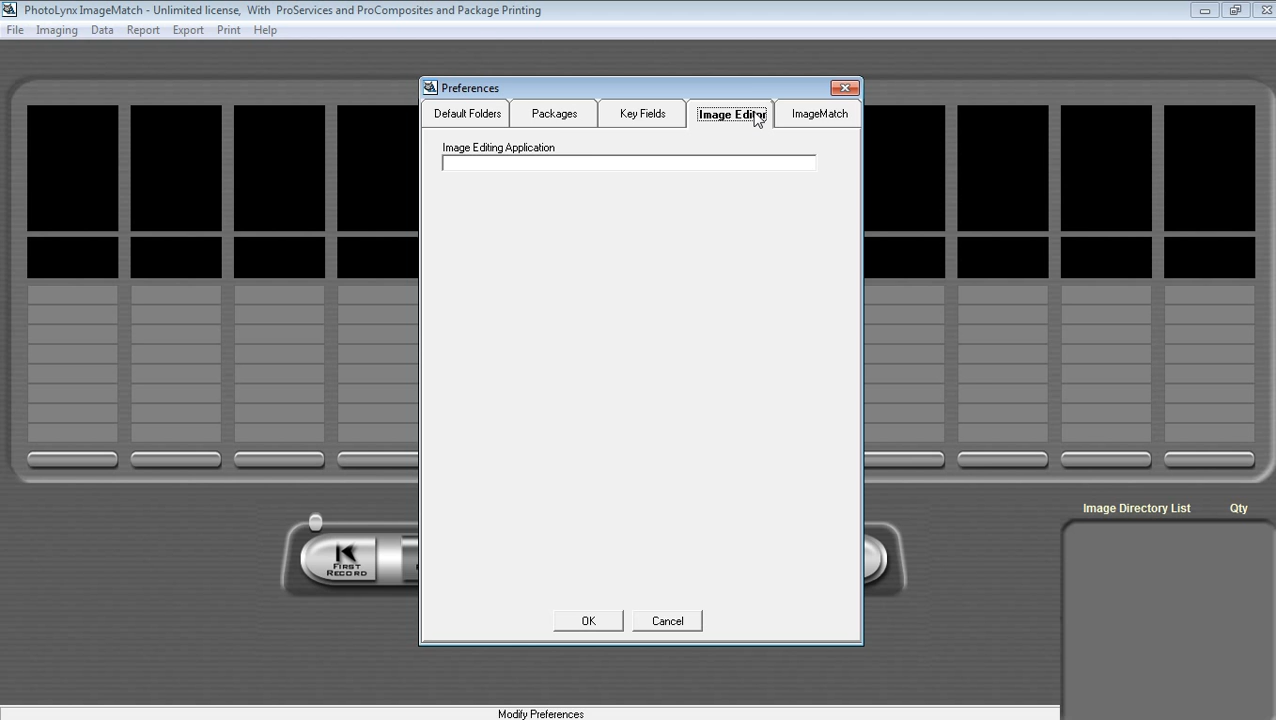 PhotoLynx ImageMatch - Unlimited license, With ProServices and ProComposites and Package Printing
File Imaging Data Report Export Print Help
Preferences
Default Folders Packages Key Fields Image Editor ImageMatch
Image Editing Application
Image Directory List Qty
FIRST RECORD
OK Cancel
Modify Preferences